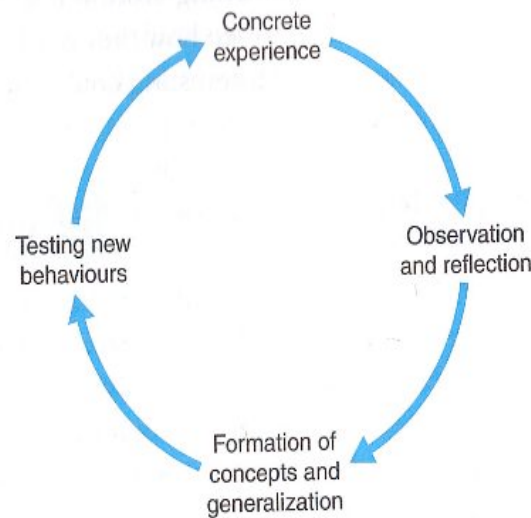 Concrete
experience
Observation
and reflection
Formation of
concepts and
generalization
Testing new
behaviours